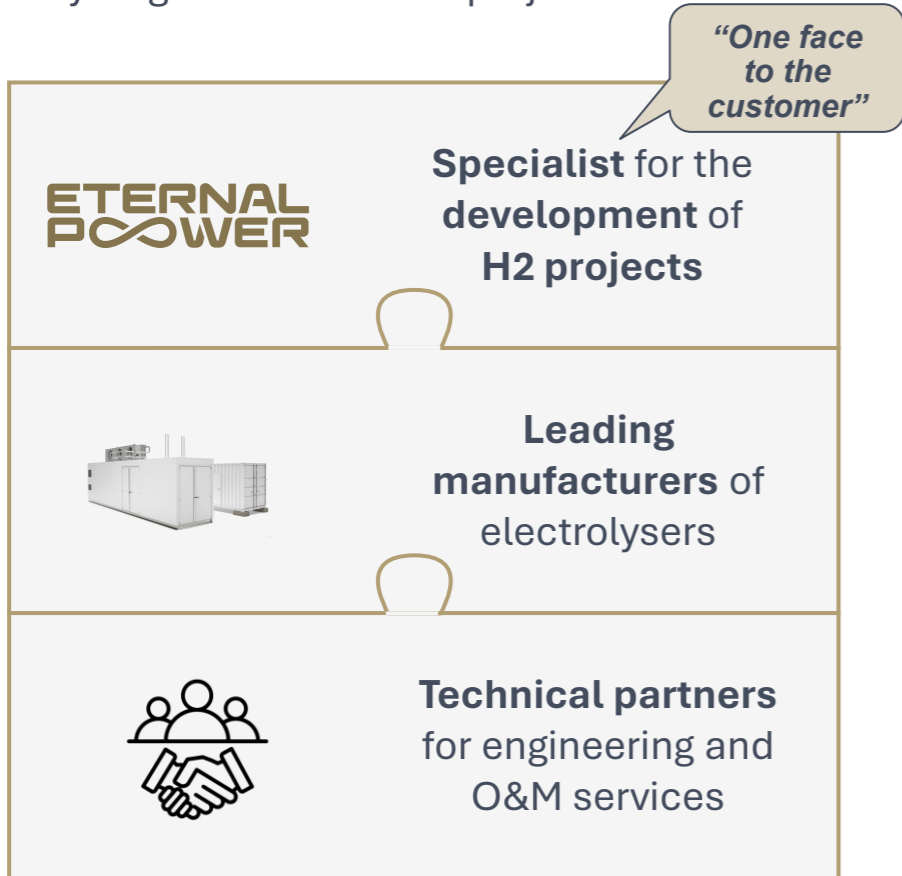 “One face
to the
customer”
ETERNAL
POWER
Specialist for the
development of
H2 projects
Leading
manufacturers of
electrolysers
Technical partners
for engineering and
O&M services